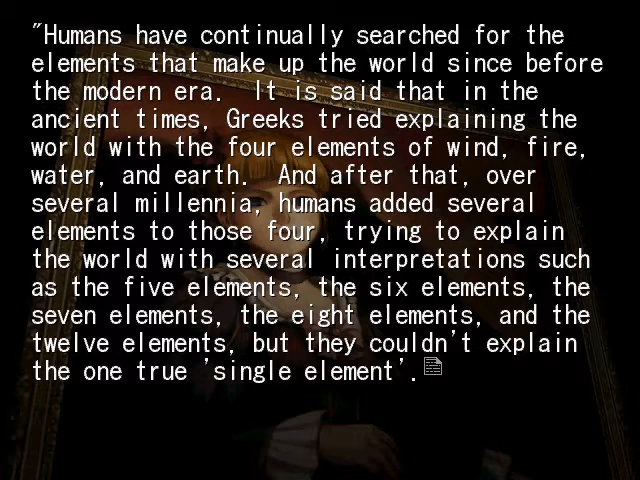 "Humans have continually searched for the
elements that make up the world since before
the modern era.  It is said that in the
ancient times, Greeks tried explaining the
world with the four elements of wind, fire,
water, and earth.  And after that, over
several millennia, humans added several
elements to those four, trying to explain
the world with several interpretations such
as the five elements, the six elements, the
seven elements, the eight elements, and the
twelve elements, but they couldn't explain
the one true 'single element'.